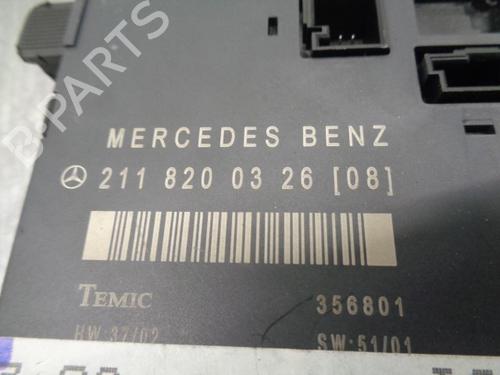 B-PARTS
MERCEDES BENZ
211 820 03 26 [08]
TEMIC 356801
HW:37/02 SW:51/01